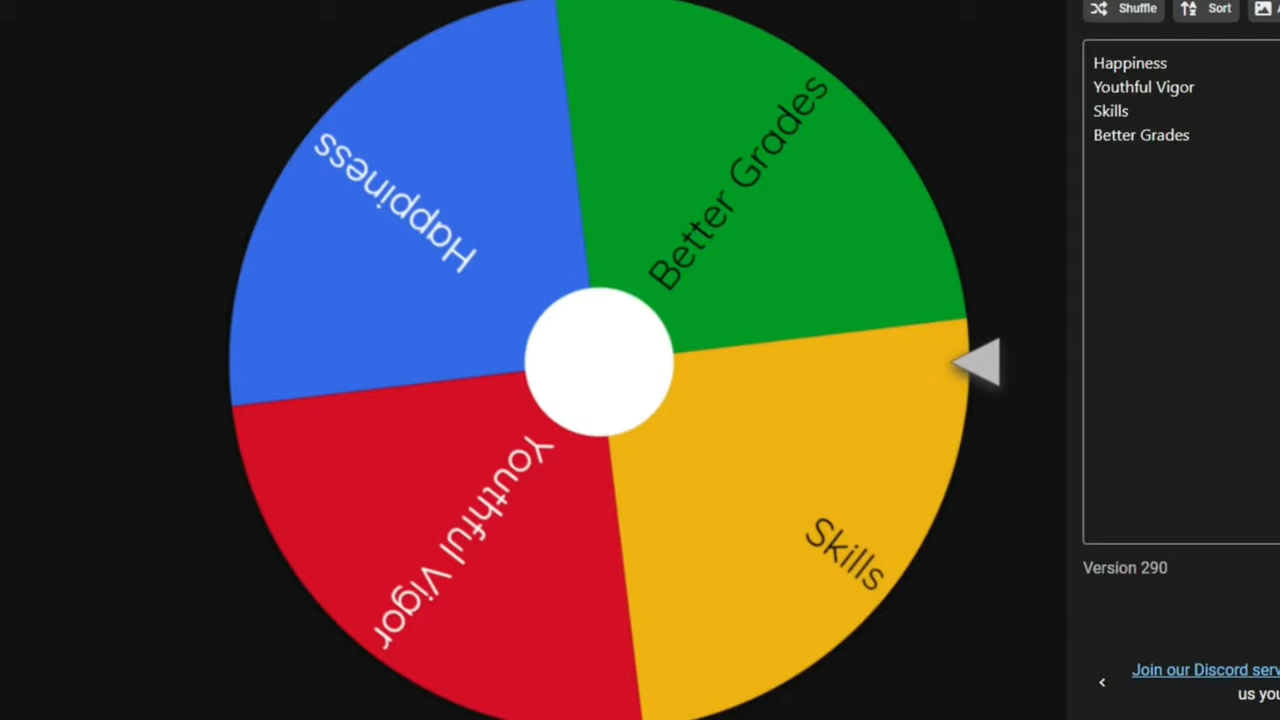 Shuffle
Sort
Happiness
Youthful Vigor
Skills
Better Grades
Happiness
Better Grades
Youthful Vigor
Skills
Version 290
Join our Discord serv
us you